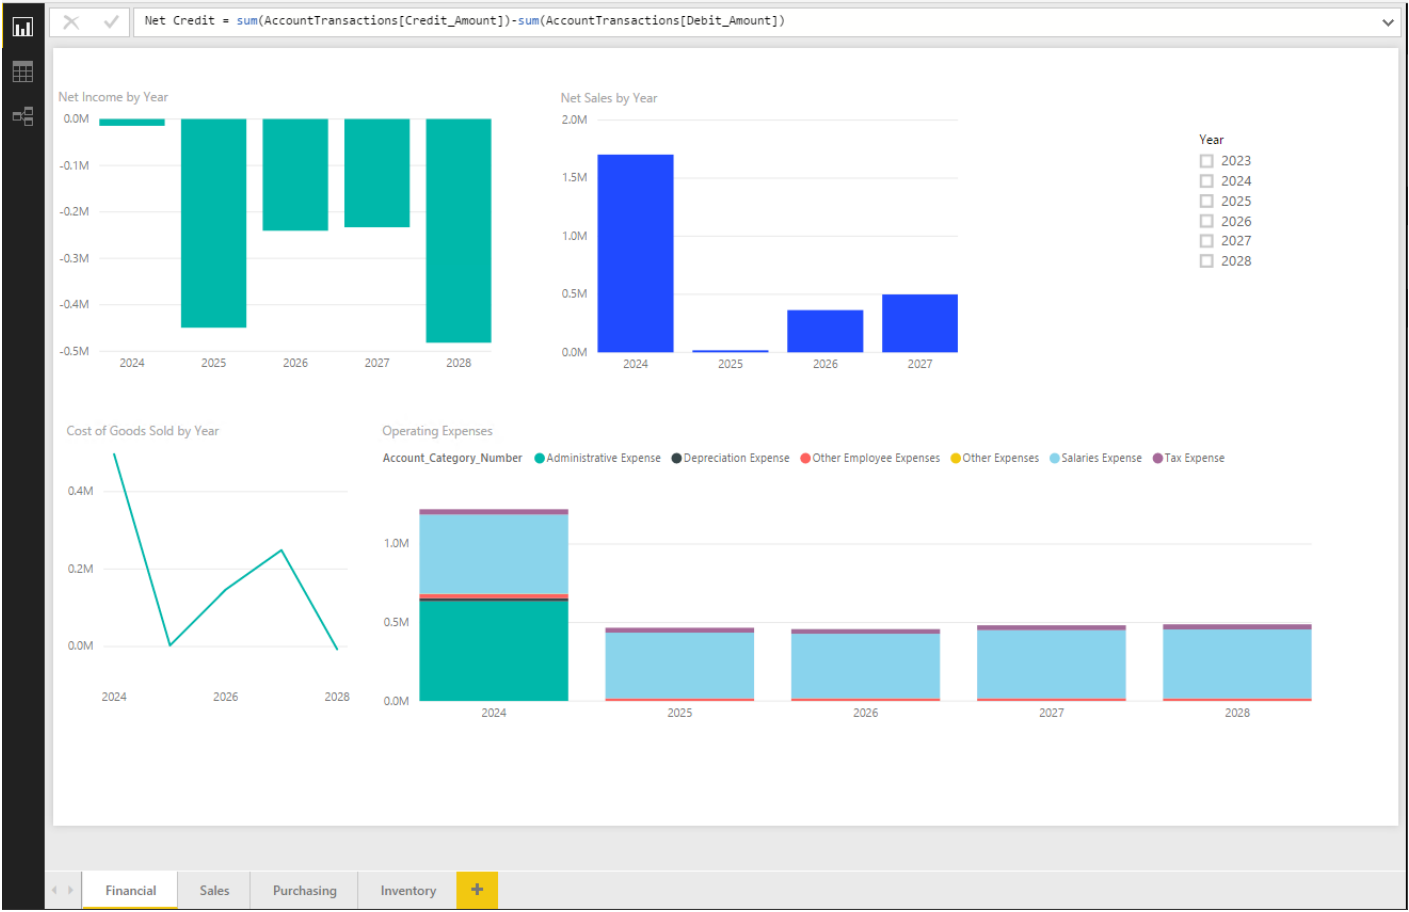 Net Credit = sum(AccountTransactions[Credit_Amount])-sum(AccountTransactions[Debit_Amount])
Net Income by Year
0.0M
-0.1M
-0.2M
-0.3M
-0.4M
-0.5M
2024 2025 2026 2027 2028
Net Sales by Year
2.0M
1.5M
1.0M
0.5M
0.0M
2024 2025 2026 2027
Year
2023
2024
2025
2026
2027
2028
Cost of Goods Sold by Year
0.4M
0.2M
0.0M
2024 2026 2028
Operating Expenses
Account_Category_Number Administrative Expense Depreciation Expense Other Employee Expenses Other Expenses Salaries Expense Tax Expense
1.0M
0.5M
0.0M
2024 2025 2026 2027 2028
Financial Sales Purchasing Inventory +